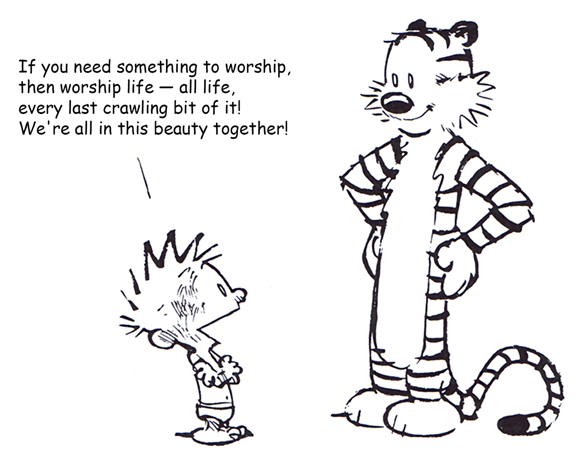 If you need something to worship,
then worship life — all life,
every last crawling bit of it!
We're all in this beauty together!